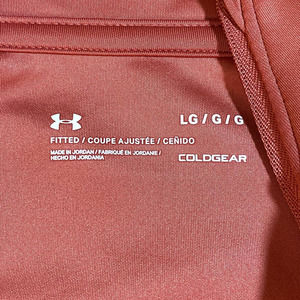 LG / G / G
FITTED / COUPE AJUSTÉE / CEÑIDO
MADE IN JORDAN / FABRIQUÉ EN JORDANIE /
HECHO EN JORDANIA
COLDGEAR